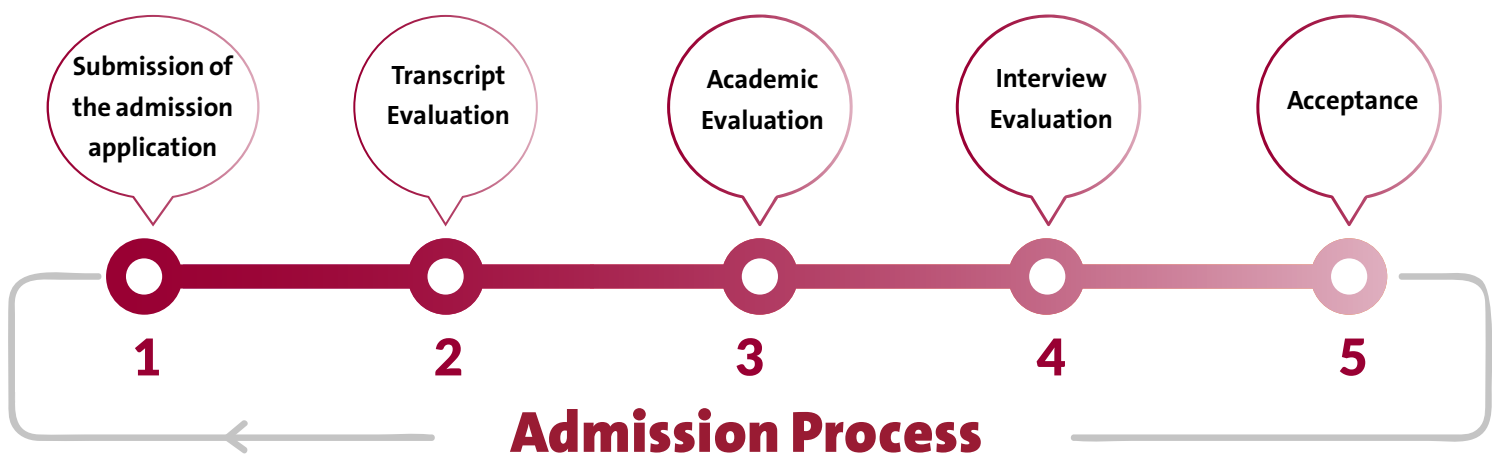 Submission of
the admission
application
Transcript
Evaluation
Academic
Evaluation
Interview
Evaluation
Acceptance
1
2
3
4
5
Admission Process